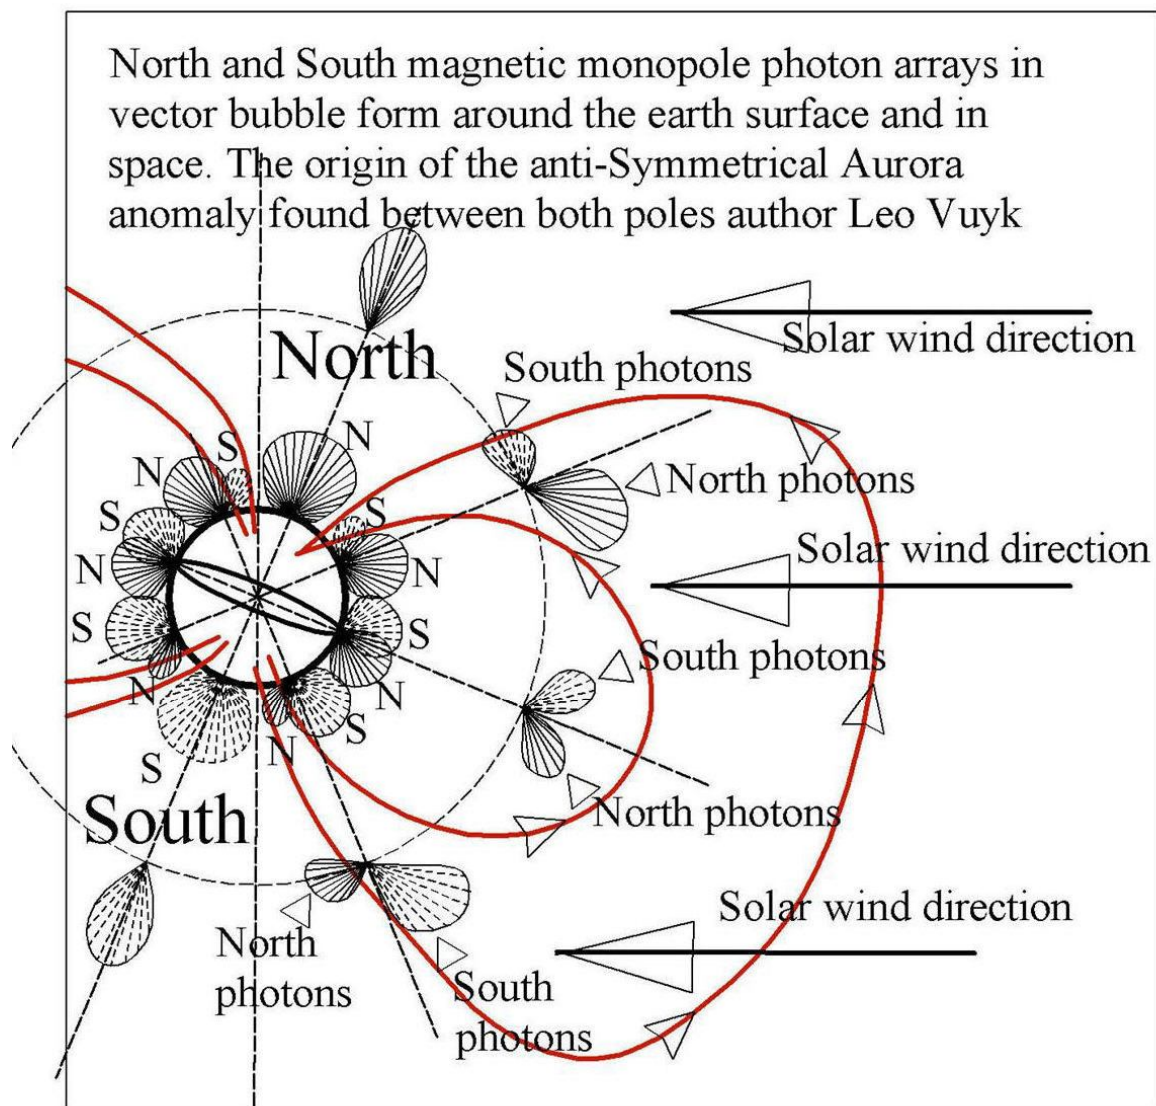 North and South magnetic monopole photon arrays in
vector bubble form around the earth surface and in
space. The origin of the anti-Symmetrical Aurora
anomaly found between both poles author Leo Vuyk
Solar wind direction
North
South photons
S
N
N
North photons
S
S
Solar wind direction
N
N
S
S
South photons
N
N
S
S
N
North photons
South
Solar wind direction
North
photons
South
photons